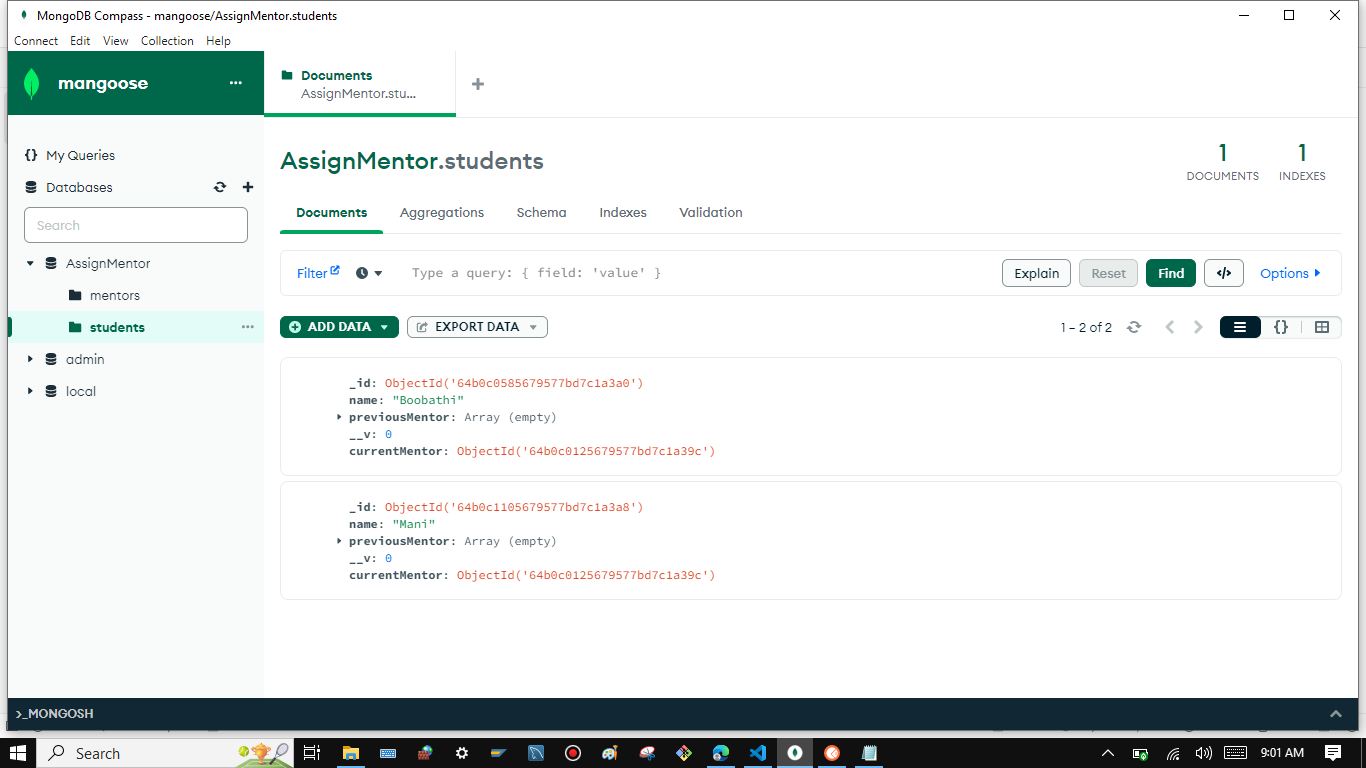 MongoDB Compass - mangoose/AssignMentor.students
Connect Edit View Collection Help
mangoose
Documents
AssignMentor.stu...
My Queries
Databases
Search
AssignMentor
mentors
students
admin
local
AssignMentor.students
1
DOCUMENTS
1
INDEXES
Documents Aggregations Schema Indexes Validation
Filter
Type a query: { field: 'value' }
Explain Reset Find </> Options
ADD DATA EXPORT DATA
1 – 2 of 2
{}
_id: ObjectId('64b0c0585679577bd7c1a3a0')
name: "Boobathi"
previousMentor: Array (empty)
__v: 0
currentMentor: ObjectId('64b0c0125679577bd7c1a39c')
_id: ObjectId('64b0c1105679577bd7c1a3a8')
name: "Mani"
previousMentor: Array (empty)
__v: 0
currentMentor: ObjectId('64b0c0125679577bd7c1a39c')
>_MONGOSH
Search
9:01 AM